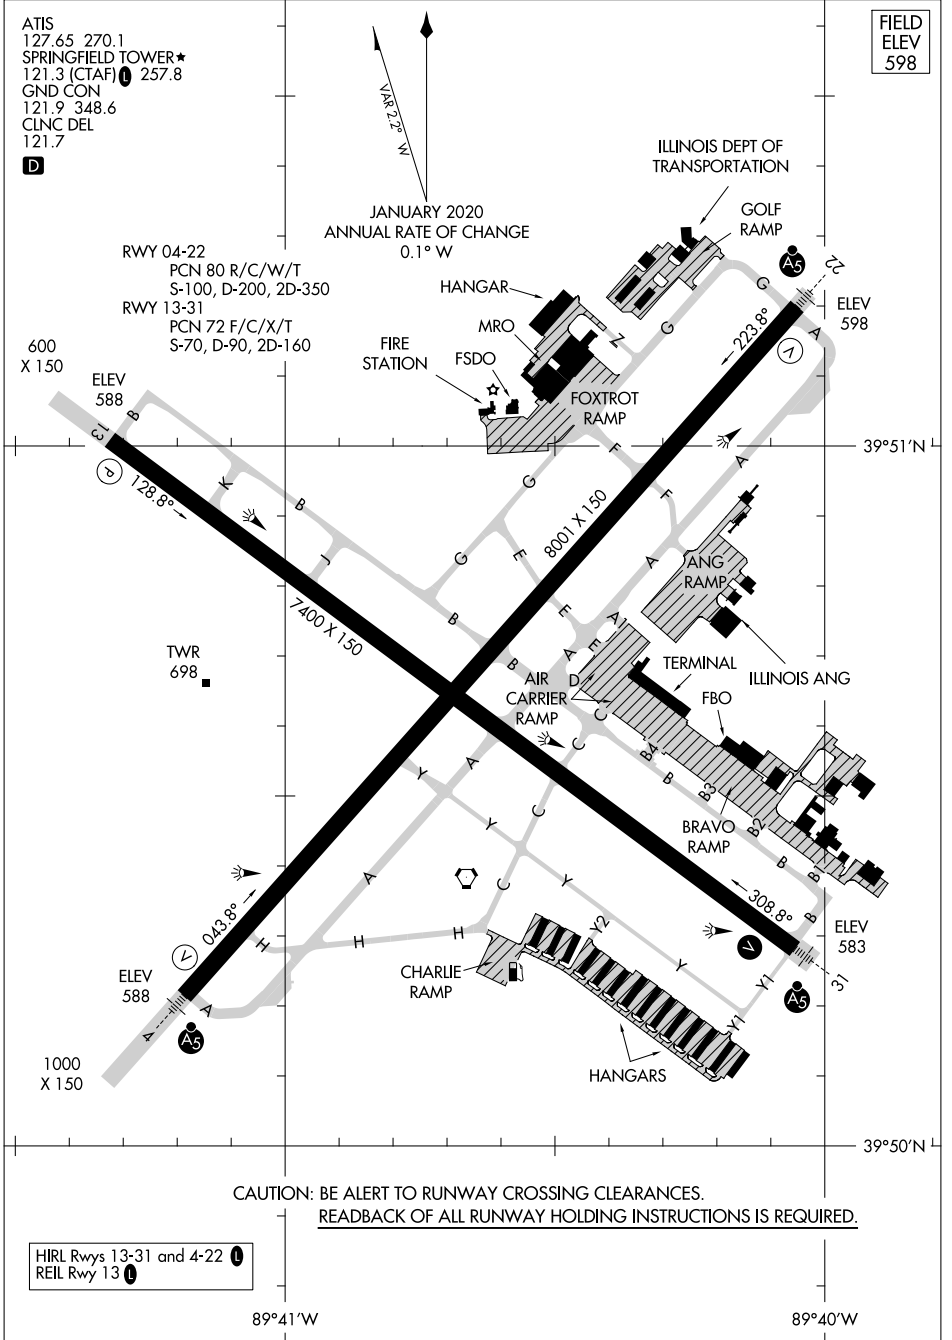 ATIS
127.65 270.1
SPRINGFIELD TOWER★
121.3 (CTAF) L 257.8
GND CON
121.9 348.6
CLNC DEL
121.7
D
FIELD
ELEV
598
VAR 2.2° W
JANUARY 2020
ANNUAL RATE OF CHANGE
0.1° W
ILLINOIS DEPT OF
TRANSPORTATION
GOLF
RAMP
RWY 04-22
PCN 80 R/C/W/T
S-100, D-200, 2D-350
RWY 13-31
PCN 72 F/C/X/T
S-70, D-90, 2D-160
HANGAR
MRO
FIRE
STATION
FSDO
FOXTROT
RAMP
Z
G
G
A5
22
ELEV
598
A
V
223.8°
600
X 150
ELEV
588
B
13
P
128.8°
K
B
J
39°51'N
F
F
A
G
G
E
8001 X 150
A
ANG
RAMP
7400 X 150
B
E
A1
E
A
B
D
TWR
698
AIR
CARRIER
RAMP
TERMINAL
ILLINOIS ANG
FBO
C
C
B4
B
B3
A
Y
C
Y
BRAVO
RAMP
B2
B
B1
A
C
Y
043.8°
V
H
H
H
308.8°
B
ELEV
583
V
31
A5
Y2
Y
Y1
Y1
CHARLIE
RAMP
HANGARS
ELEV
588
A
4
A5
1000
X 150
39°50'N
CAUTION: BE ALERT TO RUNWAY CROSSING CLEARANCES.
READBACK OF ALL RUNWAY HOLDING INSTRUCTIONS IS REQUIRED.
HIRL Rwys 13-31 and 4-22 L
REIL Rwy 13 L
89°41'W
89°40'W